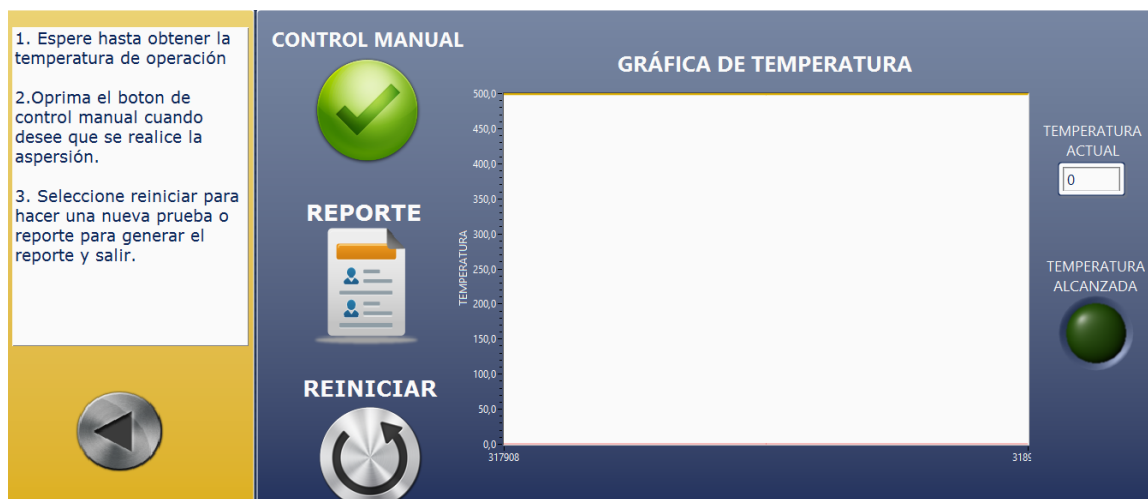 1. Espere hasta obtener la
temperatura de operación
2.Oprima el boton de
control manual cuando
desee que se realice la
aspersión.
3. Seleccione reiniciar para
hacer una nueva prueba o
reporte para generar el
reporte y salir.
CONTROL MANUAL
REPORTE
REINICIAR
GRÁFICA DE TEMPERATURA
TEMPERATURA
500,0
450,0
400,0
350,0
300,0
250,0
200,0
150,0
100,0
50,0
0,0
317908
3189
TEMPERATURA
ACTUAL
0
TEMPERATURA
ALCANZADA